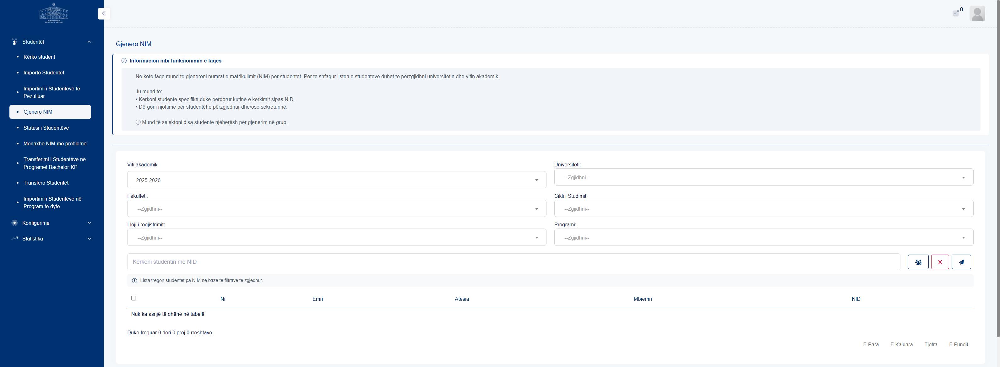 0
Studentët
Kërko student
Importo Studentët
Importimi i Studentëve të
Pezulluar
Gjenero NIM
Statusi i Studentëve
Menaxho NIM me probleme
Transferimi i Studentëve në
Programet Bachelor-KP
Transfero Studentët
Importimi i Studentëve në
Program të dytë
Konfigurime
Statistika
Gjenero NIM
Informacion mbi funksionimin e faqes
Në këtë faqe mund të gjeneroni numrat e matrikulimit (NIM) për studentët. Për të shfaqur listën e studentëve duhet të përzgjidhni universitetin dhe vitin akademik.
Ju mund të:
• Kërkoni studentë specifikë duke përdorur kutinë e kërkimit sipas NID.
• Dërgoni njoftime për studentët e përzgjedhur dhe/ose sekretarinë.
Mund të selektoni disa studentë njëherësh për gjenerim në grup.
Viti akademik
2025-2026
Universiteti:
--Zgjidhni--
Fakulteti:
--Zgjidhni--
Cikli i Studimit:
--Zgjidhni--
Lloji i regjistrimit:
--Zgjidhni--
Programi:
--Zgjidhni--
Kërkoni studentin me NID
Lista tregon studentët pa NIM në bazë të filtrave të zgjedhur.
Nr Emri Atesia Mbiemri NID
Nuk ka asnjë të dhënë në tabelë
Duke treguar 0 deri 0 prej 0 rreshtave
E Para E Kaluara Tjetra E Fundit